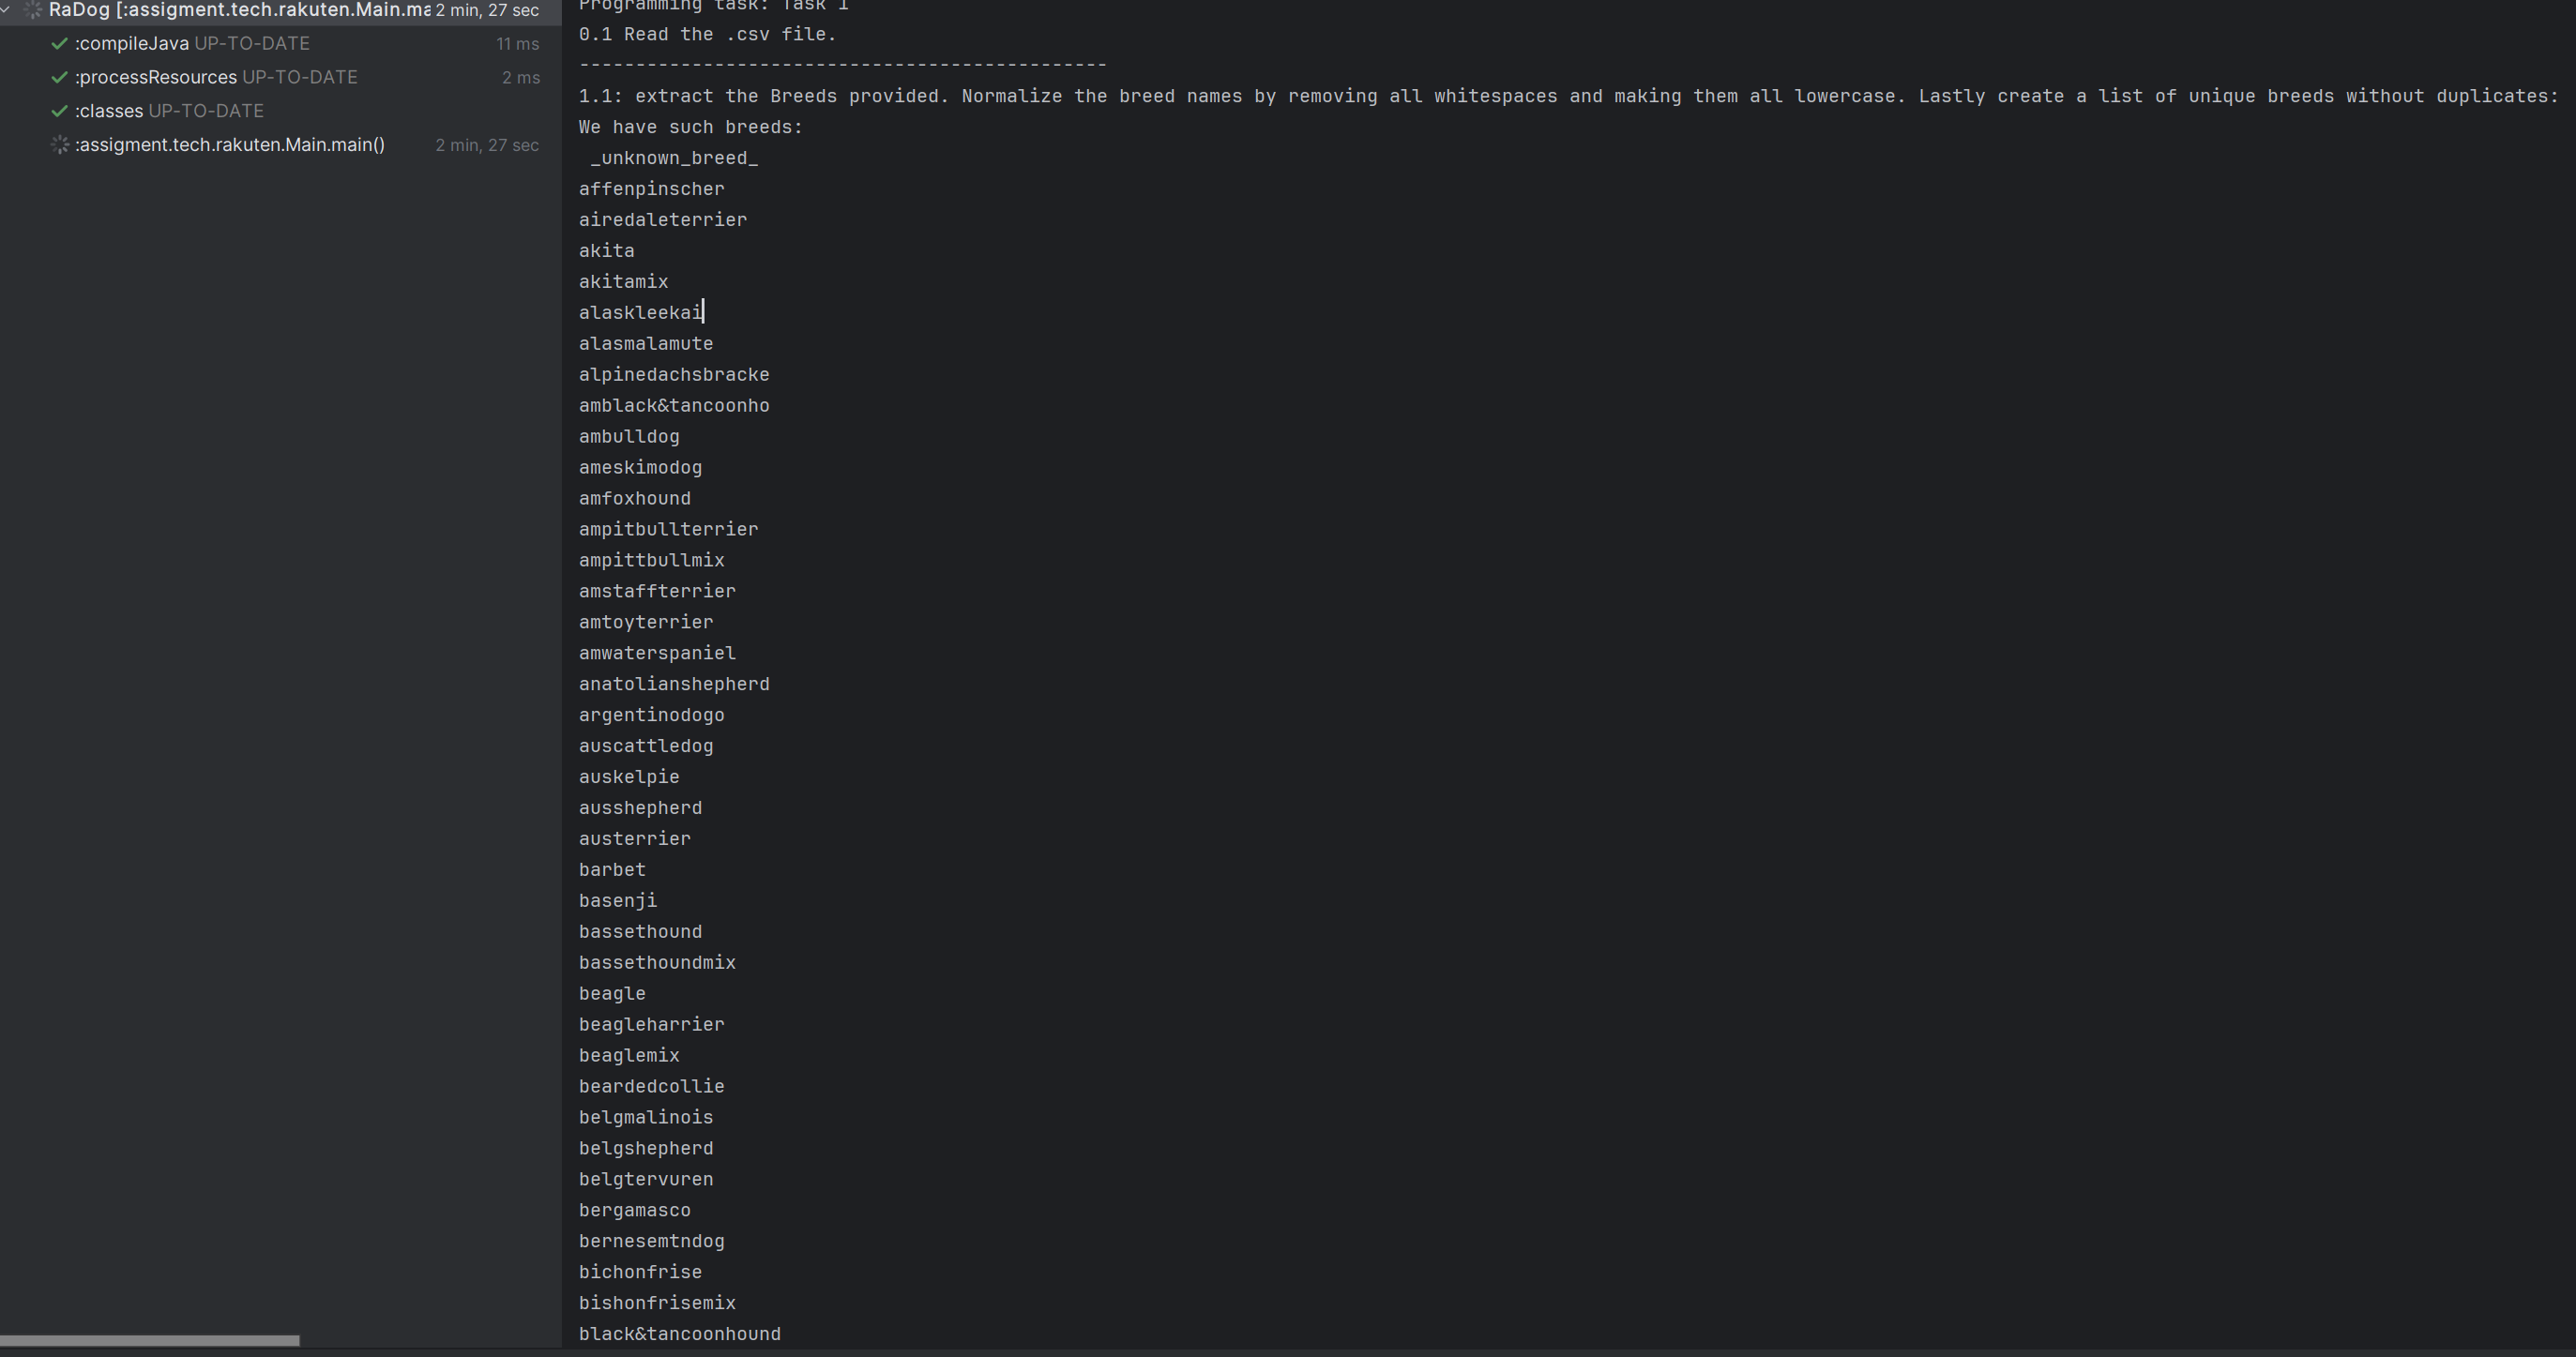 RaDog [:assigment.tech.rakuten.Main.ma 2 min, 27 sec
:compileJava UP-TO-DATE 11 ms
:processResources UP-TO-DATE 2 ms
:classes UP-TO-DATE
:assigment.tech.rakuten.Main.main() 2 min, 27 sec
Programming task: Task 1
0.1 Read the .csv file.
-----------------------------------------------
1.1: extract the Breeds provided. Normalize the breed names by removing all whitespaces and making them all lowercase. Lastly create a list of unique breeds without duplicates:
We have such breeds:
_unknown_breed_
affenpinscher
airedaleterrier
akita
akitamix
alaskleekai
alasmalamute
alpinedachsbracke
amblack&tancoonho
ambulldog
ameskimodog
amfoxhound
ampitbullterrier
ampittbullmix
amstaffterrier
amtoyterrier
amwaterspaniel
anatolianshepherd
argentinodogo
auscattledog
auskelpie
ausshepherd
austerrier
barbet
basenji
bassethound
bassethoundmix
beagle
beagleharrier
beaglemix
beardedcollie
belgmalinois
belgshepherd
belgtervuren
bergamasco
bernesemtndog
bichonfrise
bishonfrisemix
black&tancoonhound